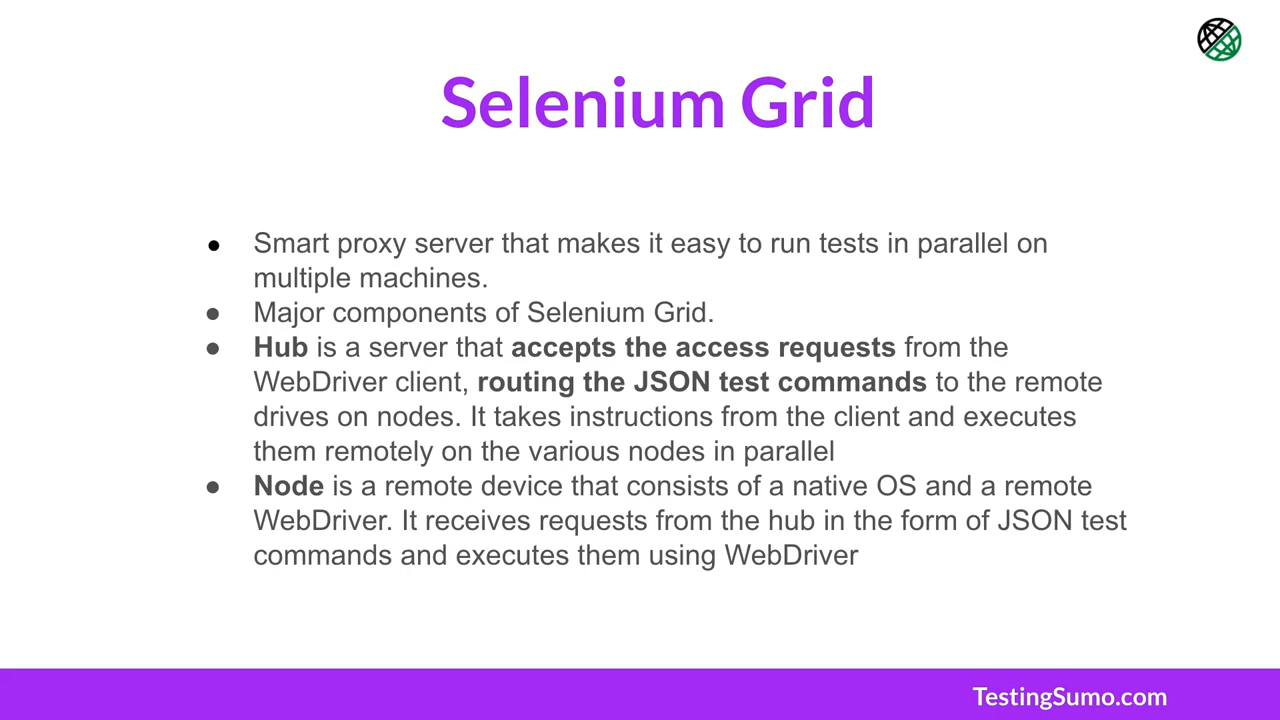 Selenium Grid
● Smart proxy server that makes it easy to run tests in parallel on
multiple machines.
● Major components of Selenium Grid.
● Hub is a server that accepts the access requests from the
WebDriver client, routing the JSON test commands to the remote
drives on nodes. It takes instructions from the client and executes
them remotely on the various nodes in parallel
● Node is a remote device that consists of a native OS and a remote
WebDriver. It receives requests from the hub in the form of JSON test
commands and executes them using WebDriver
TestingSumo.com